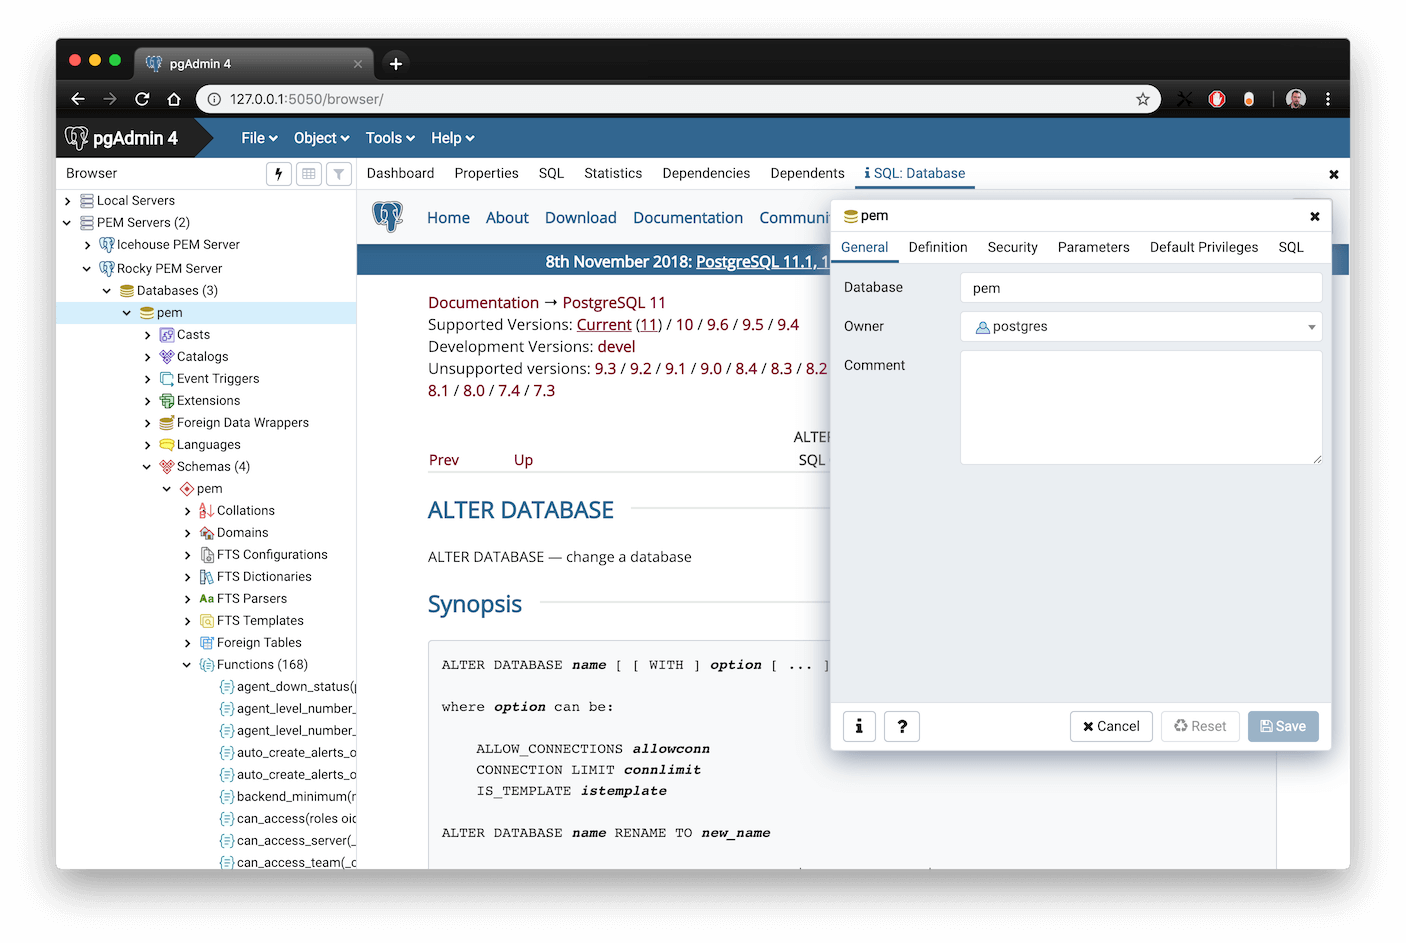 pgAdmin 4
127.0.0.1:5050/browser/
pgAdmin 4
File Object Tools Help
Browser
Dashboard Properties SQL Statistics Dependencies Dependents SQL: Database
Local Servers
PEM Servers (2)
Icehouse PEM Server
Rocky PEM Server
Databases (3)
pem
Casts
Catalogs
Event Triggers
Extensions
Foreign Data Wrappers
Languages
Schemas (4)
pem
Collations
Domains
FTS Configurations
FTS Dictionaries
Aa FTS Parsers
FTS Templates
Foreign Tables
Functions (168)
agent_down_status(
agent_level_number_
agent_level_number_
auto_create_alerts_o
auto_create_alerts_o
backend_minimum(
can_access(roles oid
can_access_server(_
can_access_team(_c
Home About Download Documentation Communi
8th November 2018: PostgreSQL 11.1, 1
Documentation → PostgreSQL 11
Supported Versions: Current (11) / 10 / 9.6 / 9.5 / 9.4
Development Versions: devel
Unsupported versions: 9.3 / 9.2 / 9.1 / 9.0 / 8.4 / 8.3 / 8.2
8.1 / 8.0 / 7.4 / 7.3
ALTER
Prev Up SQL
ALTER DATABASE
ALTER DATABASE — change a database
Synopsis
ALTER DATABASE name [ [ WITH ] option [ ... ]
where option can be:
ALLOW_CONNECTIONS allowconn
CONNECTION LIMIT connlimit
IS_TEMPLATE istemplate
ALTER DATABASE name RENAME TO new_name
pem
General Definition Security Parameters Default Privileges SQL
Database pem
Owner postgres
Comment
i ? Cancel Reset Save